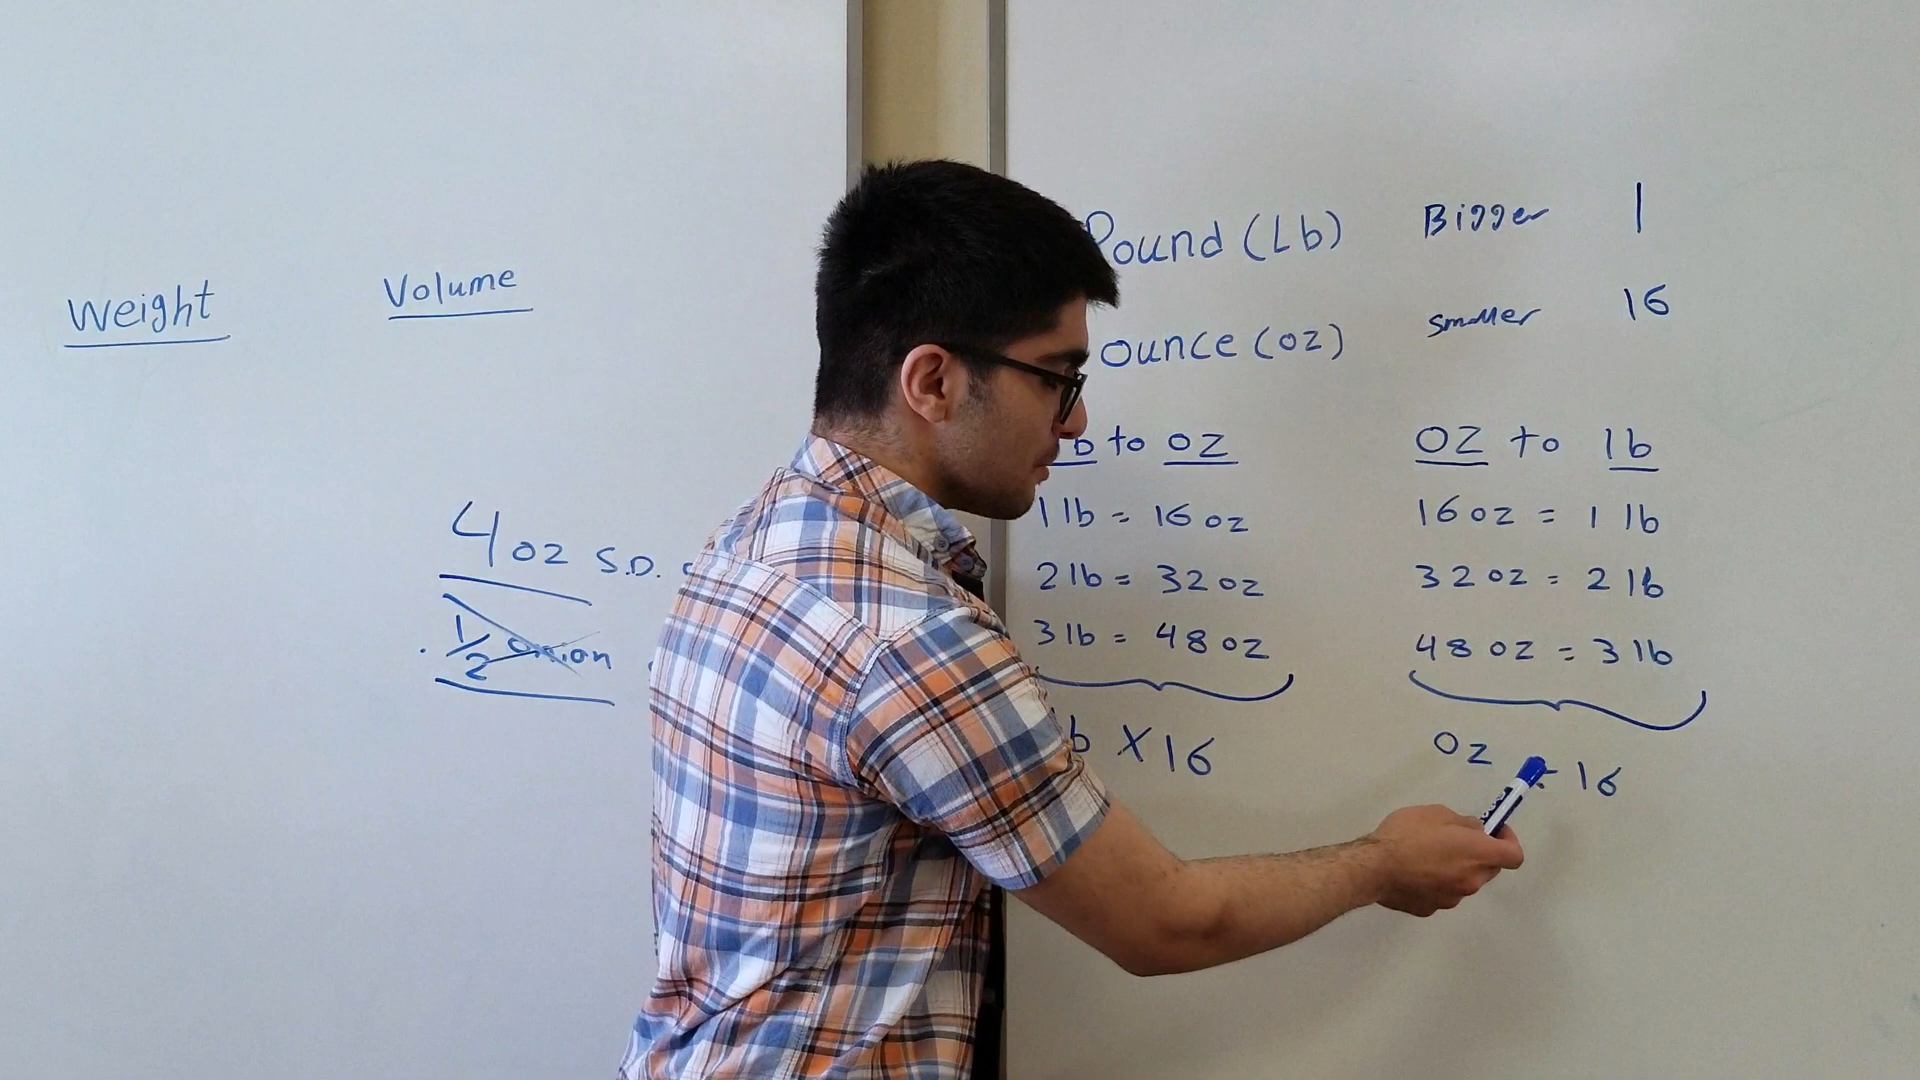 Weight
Volume
4 oz S.D.
. 1/2 onion
Pound (Lb) Bigger 1
ounce (oz) smaller 16
b to oz
1 lb = 16 oz
2 lb = 32 oz
3 lb = 48 oz
b X 16
OZ to lb
16 oz = 1 lb
32 oz = 2 lb
48 oz = 3 lb
Oz ÷ 16